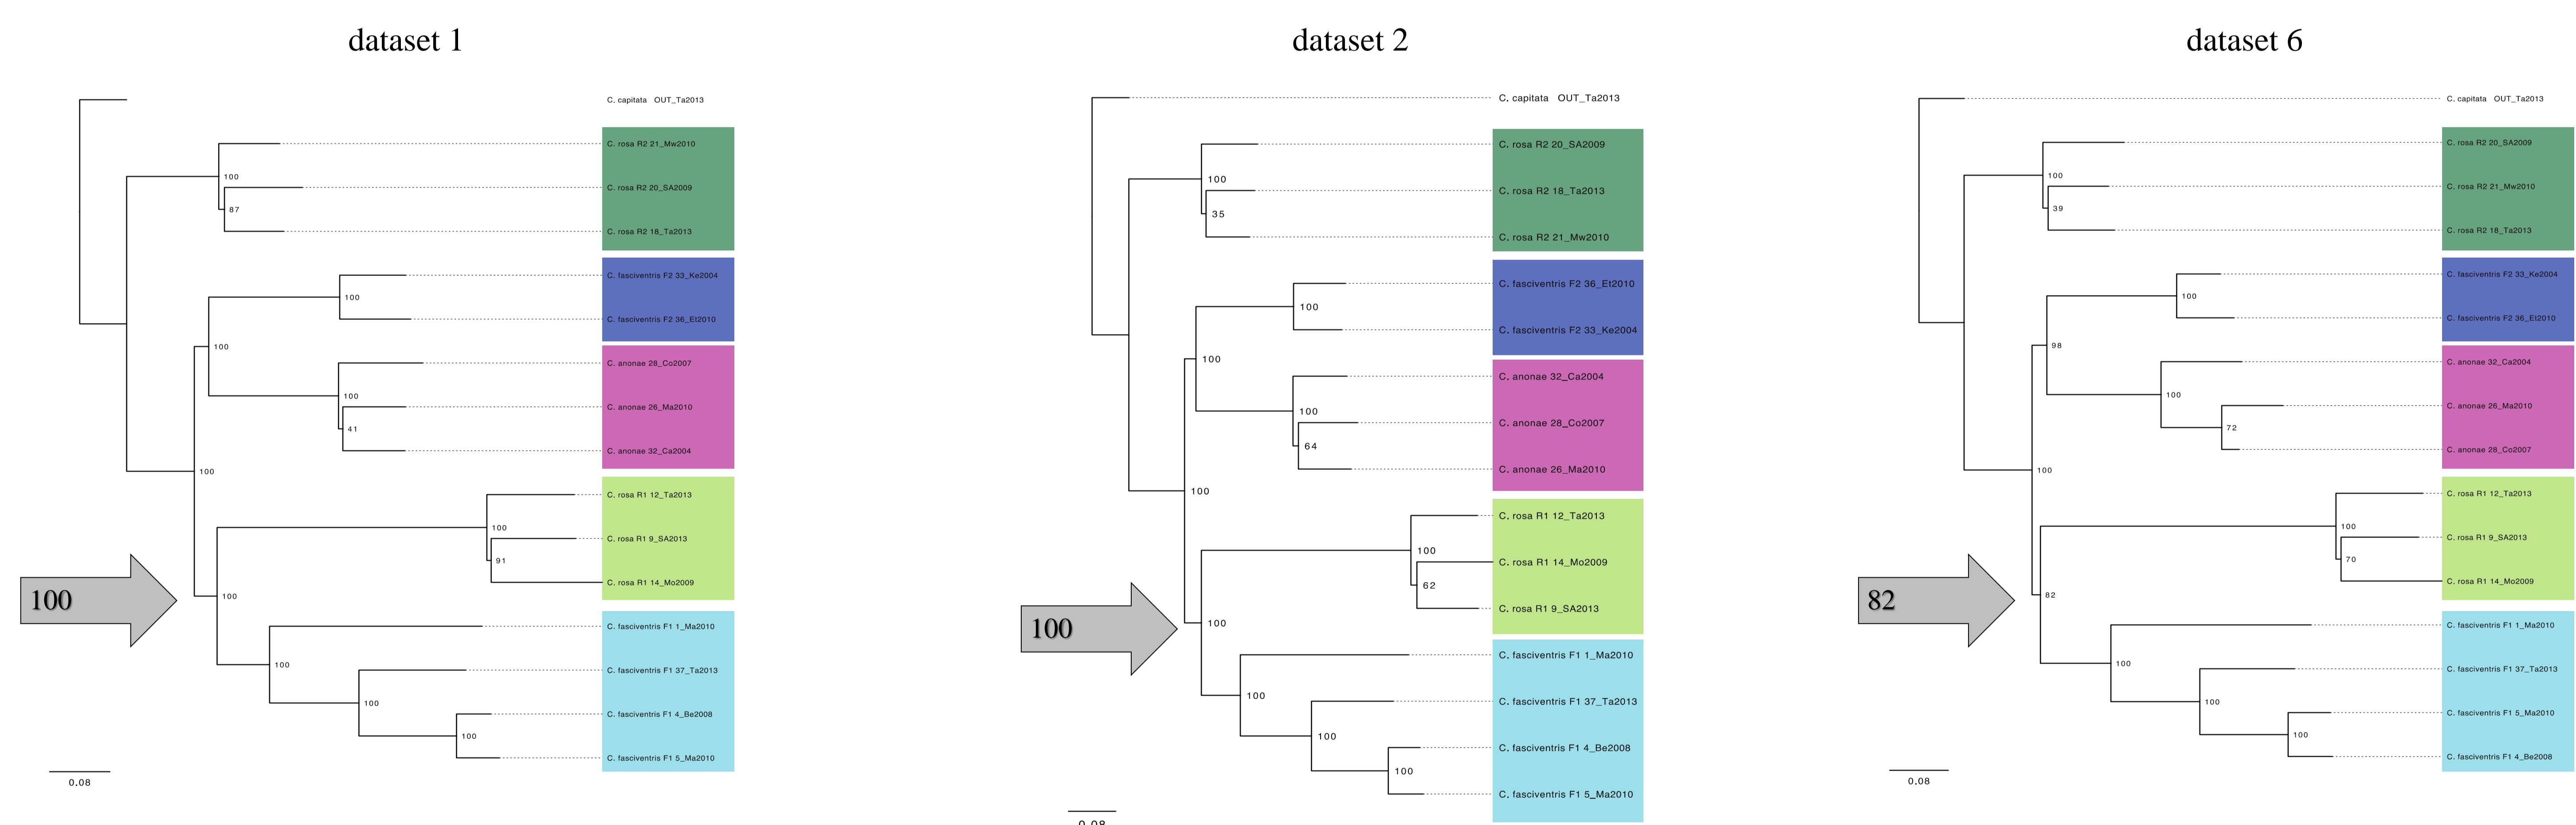 dataset 1
C. capitata OUT_Ta2013
C. rosa R2 21_Mw2010
100
C. rosa R2 20_SA2009
87
C. rosa R2 18_Ta2013
C. fasciventris F2 33_Ke2004
100
C. fasciventris F2 36_Et2010
100
C. anonae 28_Co2007
100
C. anonae 26_Ma2010
41
C. anonae 32_Ca2004
100
C. rosa R1 12_Ta2013
100
C. rosa R1 9_SA2013
91
C. rosa R1 14_Mo2009
100
100
C. fasciventris F1 1_Ma2010
100
C. fasciventris F1 37_Ta2013
100
C. fasciventris F1 4_Be2008
100
C. fasciventris F1 5_Ma2010
0.08
dataset 2
C. capitata OUT_Ta2013
C. rosa R2 20_SA2009
100
C. rosa R2 18_Ta2013
35
C. rosa R2 21_Mw2010
C. fasciventris F2 36_Et2010
100
C. fasciventris F2 33_Ke2004
100
C. anonae 32_Ca2004
100
C. anonae 28_Co2007
64
C. anonae 26_Ma2010
100
C. rosa R1 12_Ta2013
100
C. rosa R1 14_Mo2009
62
C. rosa R1 9_SA2013
100
100
C. fasciventris F1 1_Ma2010
100
C. fasciventris F1 37_Ta2013
100
C. fasciventris F1 4_Be2008
100
C. fasciventris F1 5_Ma2010
0.08
dataset 6
C. capitata OUT_Ta2013
C. rosa R2 20_SA2009
100
C. rosa R2 21_Mw2010
39
C. rosa R2 18_Ta2013
C. fasciventris F2 33_Ke2004
100
C. fasciventris F2 36_Et2010
98
C. anonae 32_Ca2004
100
C. anonae 26_Ma2010
72
C. anonae 28_Co2007
100
C. rosa R1 12_Ta2013
100
C. rosa R1 9_SA2013
70
C. rosa R1 14_Mo2009
82
82
C. fasciventris F1 1_Ma2010
100
C. fasciventris F1 37_Ta2013
100
C. fasciventris F1 5_Ma2010
100
C. fasciventris F1 4_Be2008
0.08